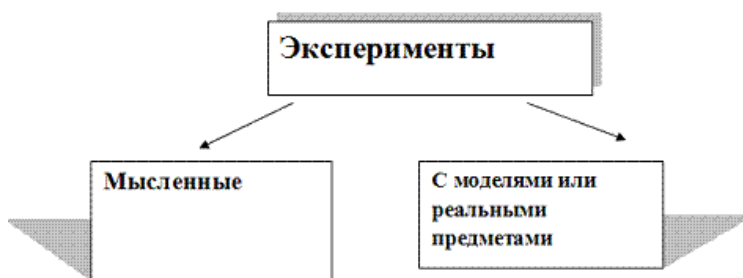 Эксперименты
Мысленные
С моделями или
реальными
предметами